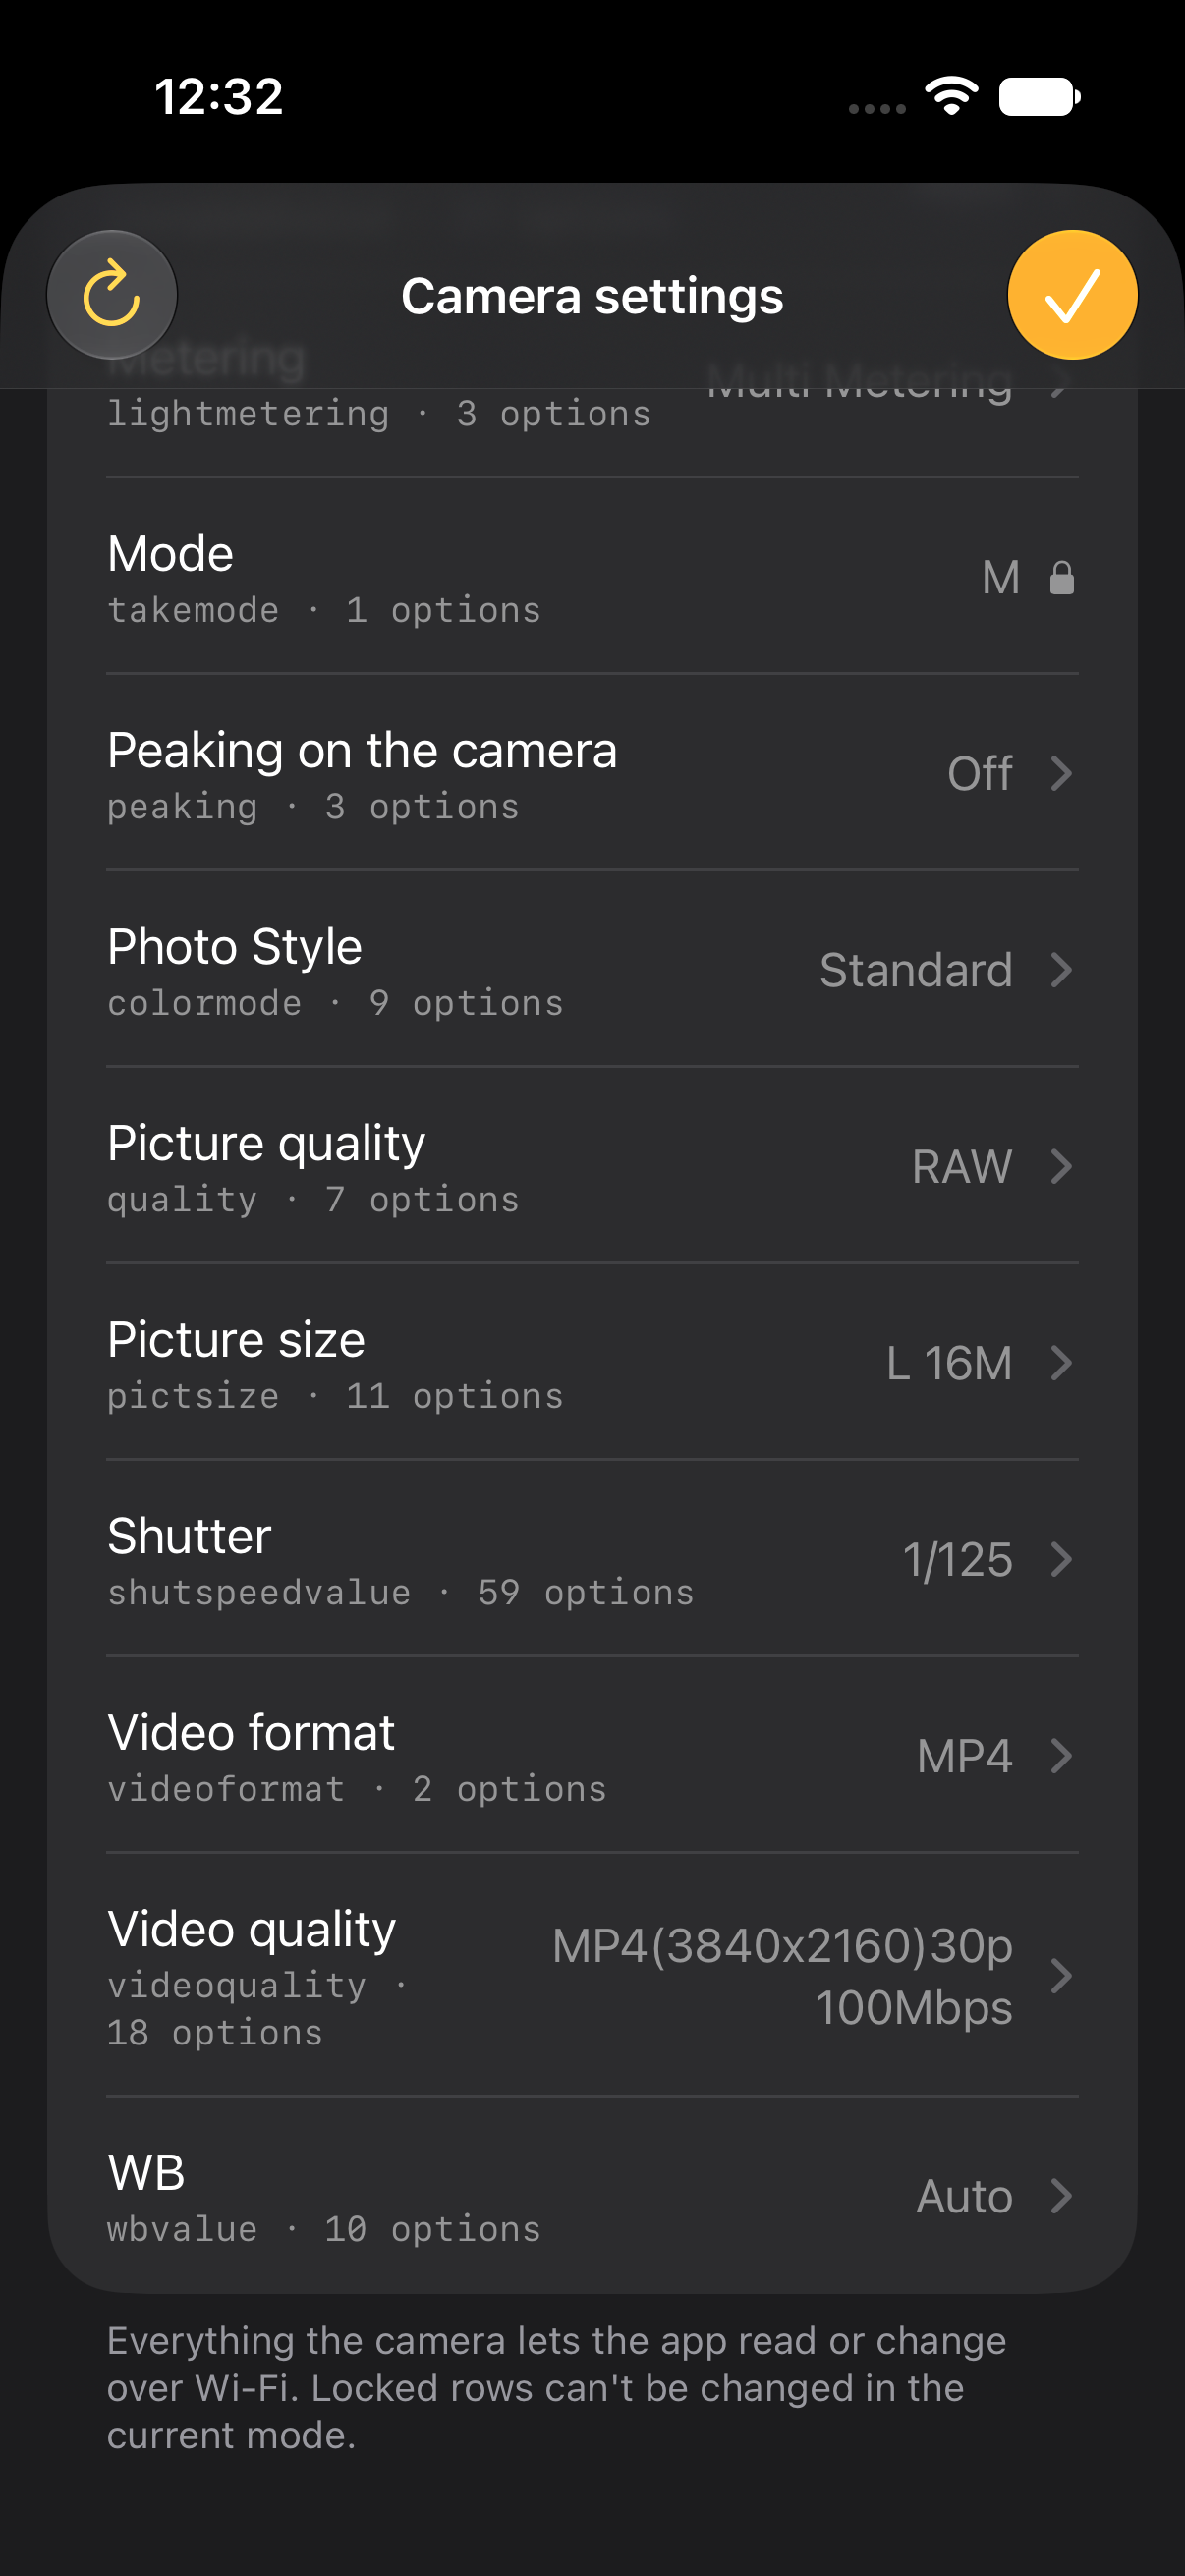 12:32
Camera settings
Metering
Multi Metering
lightmetering · 3 options
Mode
takemode · 1 options
M
Peaking on the camera
peaking · 3 options
Off
Photo Style
colormode · 9 options
Standard
Picture quality
quality · 7 options
RAW
Picture size
pictsize · 11 options
L 16M
Shutter
shutspeedvalue · 59 options
1/125
Video format
videoformat · 2 options
MP4
Video quality
videoquality ·
18 options
MP4(3840x2160)30p
100Mbps
WB
wbvalue · 10 options
Auto
Everything the camera lets the app read or change
over Wi-Fi. Locked rows can't be changed in the
current mode.